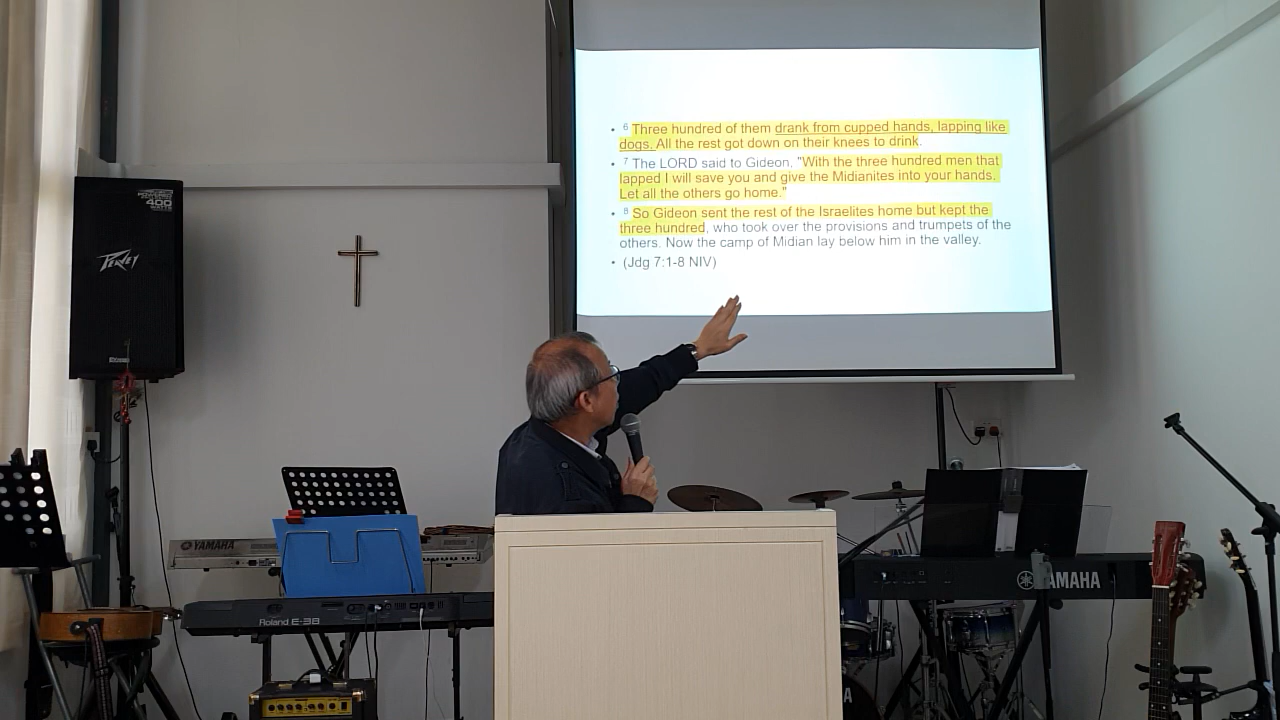 • 6 Three hundred of them drank from cupped hands, lapping like
dogs. All the rest got down on their knees to drink.
• 7 The LORD said to Gideon, "With the three hundred men that
lapped I will save you and give the Midianites into your hands.
Let all the others go home."
• 8 So Gideon sent the rest of the Israelites home but kept the
three hundred, who took over the provisions and trumpets of the
others. Now the camp of Midian lay below him in the valley.
• (Jdg 7:1-8 NIV)
400
PEAVEY
YAMAHA
Roland E-38
YAMAHA